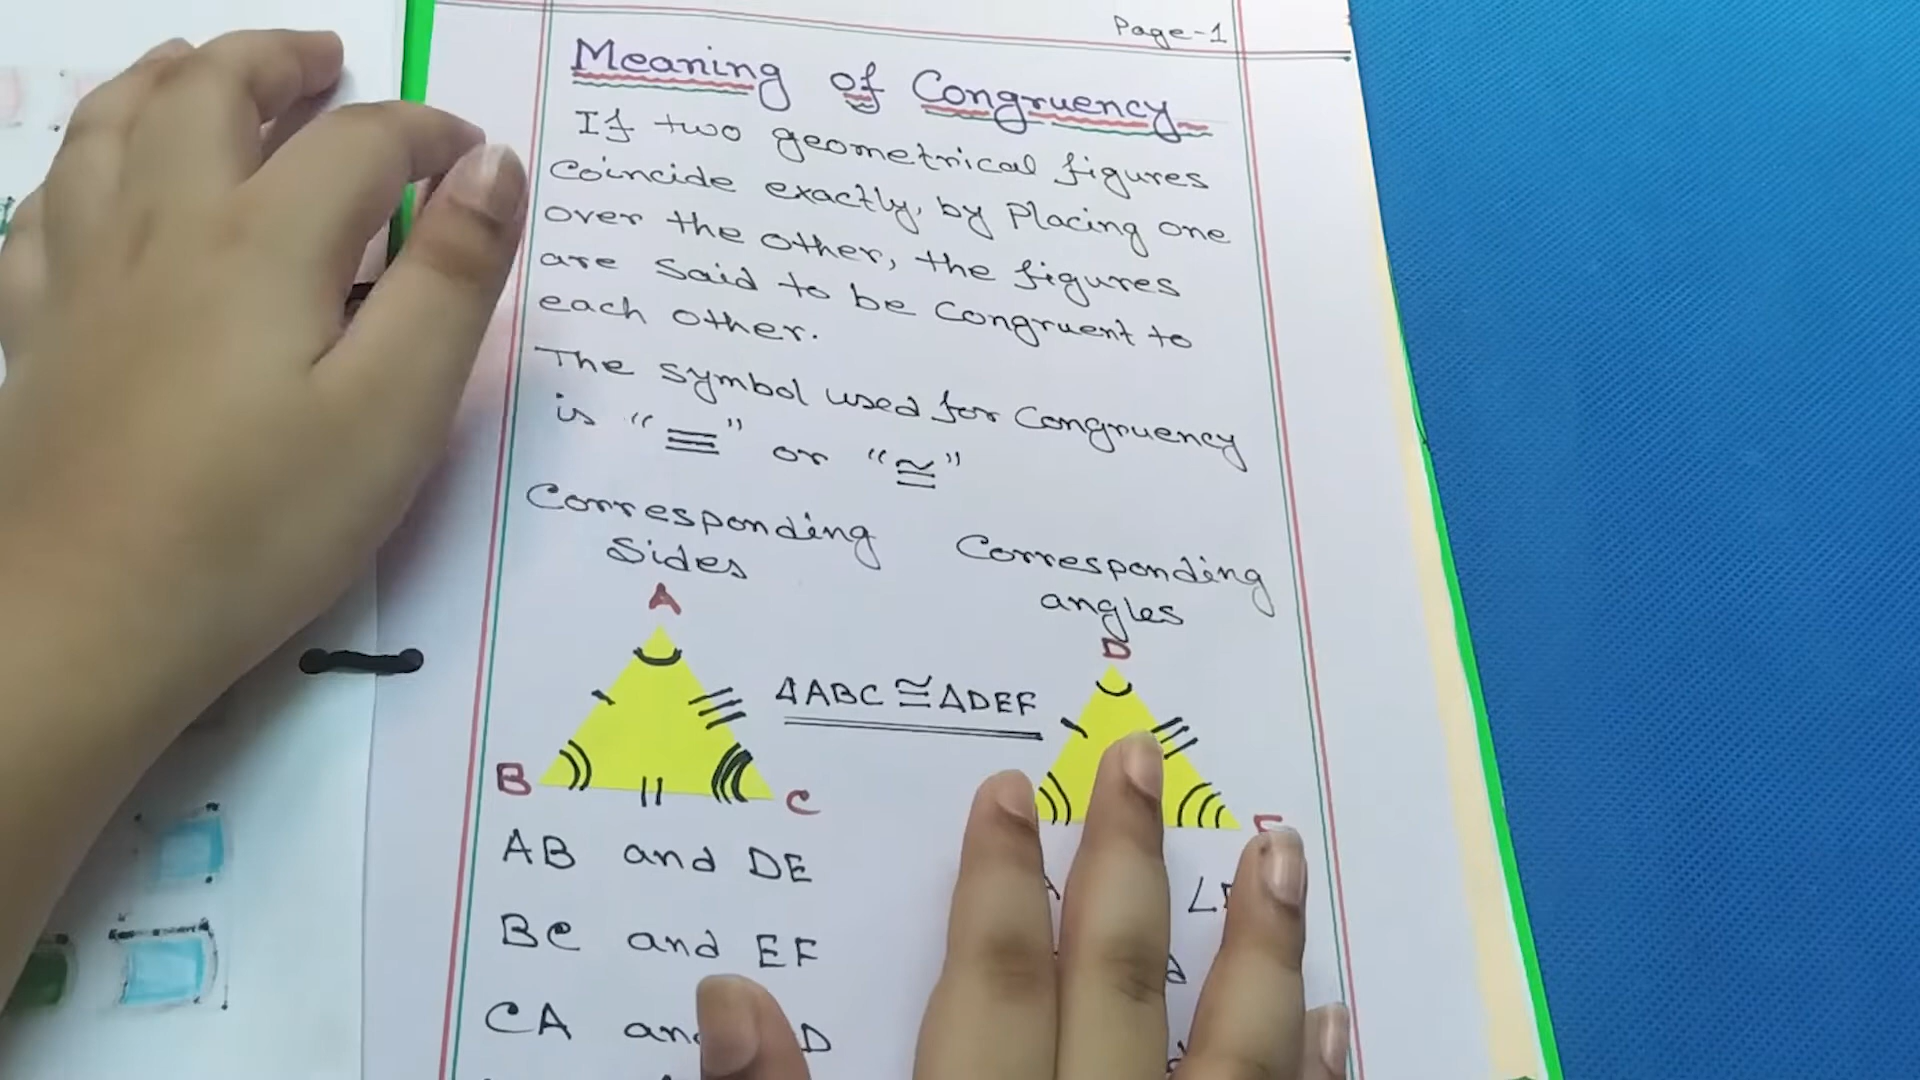 Page-1
Meaning of Congruency
If two geometrical figures
Coincide exactly, by Placing one
over the other, the figures
are Said to be Congruent to
each other.
The symbol used for Congruency
is "≡" or "≅"
Corresponding
Sides
Corresponding
angles
A
D
ΔABC ≅ ΔDEF
B
C
AB and DE
∠
BC and EF
CA
D